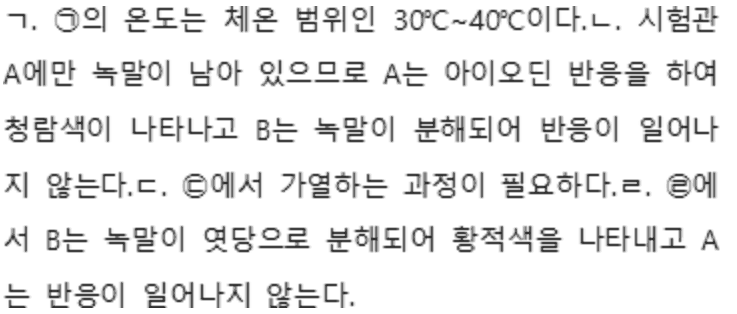 ㄱ. ㉠의 온도는 체온 범위인 30℃~40℃이다.ㄴ. 시험관
A에만 녹말이 남아 있으므로 A는 아이오딘 반응을 하여
청람색이 나타나고 B는 녹말이 분해되어 반응이 일어나
지 않는다.ㄷ. ㉢에서 가열하는 과정이 필요하다.ㄹ. ㉣에
서 B는 녹말이 엿당으로 분해되어 황적색을 나타내고 A
는 반응이 일어나지 않는다.